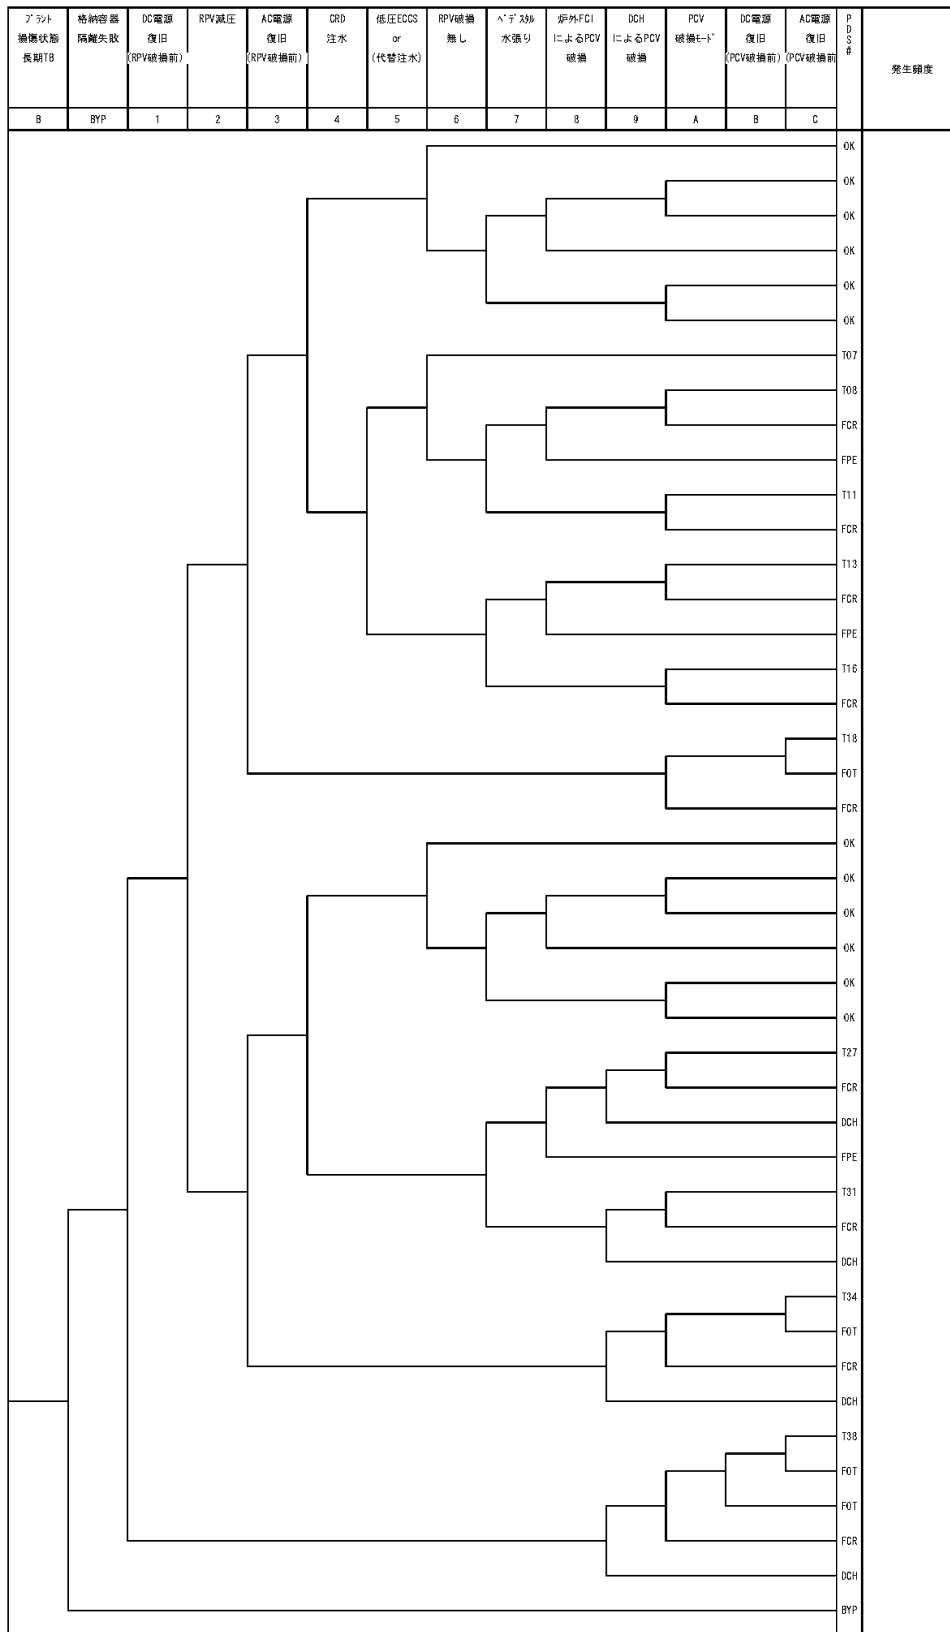 プラント 損傷状態 長期TB
格納容器 隔離失敗
DC電源 復旧 (RPV破損前)
RPV減圧
AC電源 復旧 (RPV破損前)
CRD 注水
低圧ECCS or (代替注水)
RPV破損 無し
ペデスタル 水張り
炉外FCI によるPCV 破損
DCH によるPCV 破損
PCV 破損モード
DC電源 復旧 (PCV破損前)
AC電源 復旧 (PCV破損前
PDS#
発生頻度
B BYP 1 2 3 4 5 6 7 8 9 A B C
OK
OK
OK
OK
OK
OK
T07
T08
FCR
FPE
T11
FCR
T13
FCR
FPE
T16
FCR
T18
FOT
FCR
OK
OK
OK
OK
OK
OK
T27
FCR
DCH
FPE
T31
FCR
DCH
T34
FOT
FCR
DCH
T38
FOT
FOT
FCR
DCH
BYP